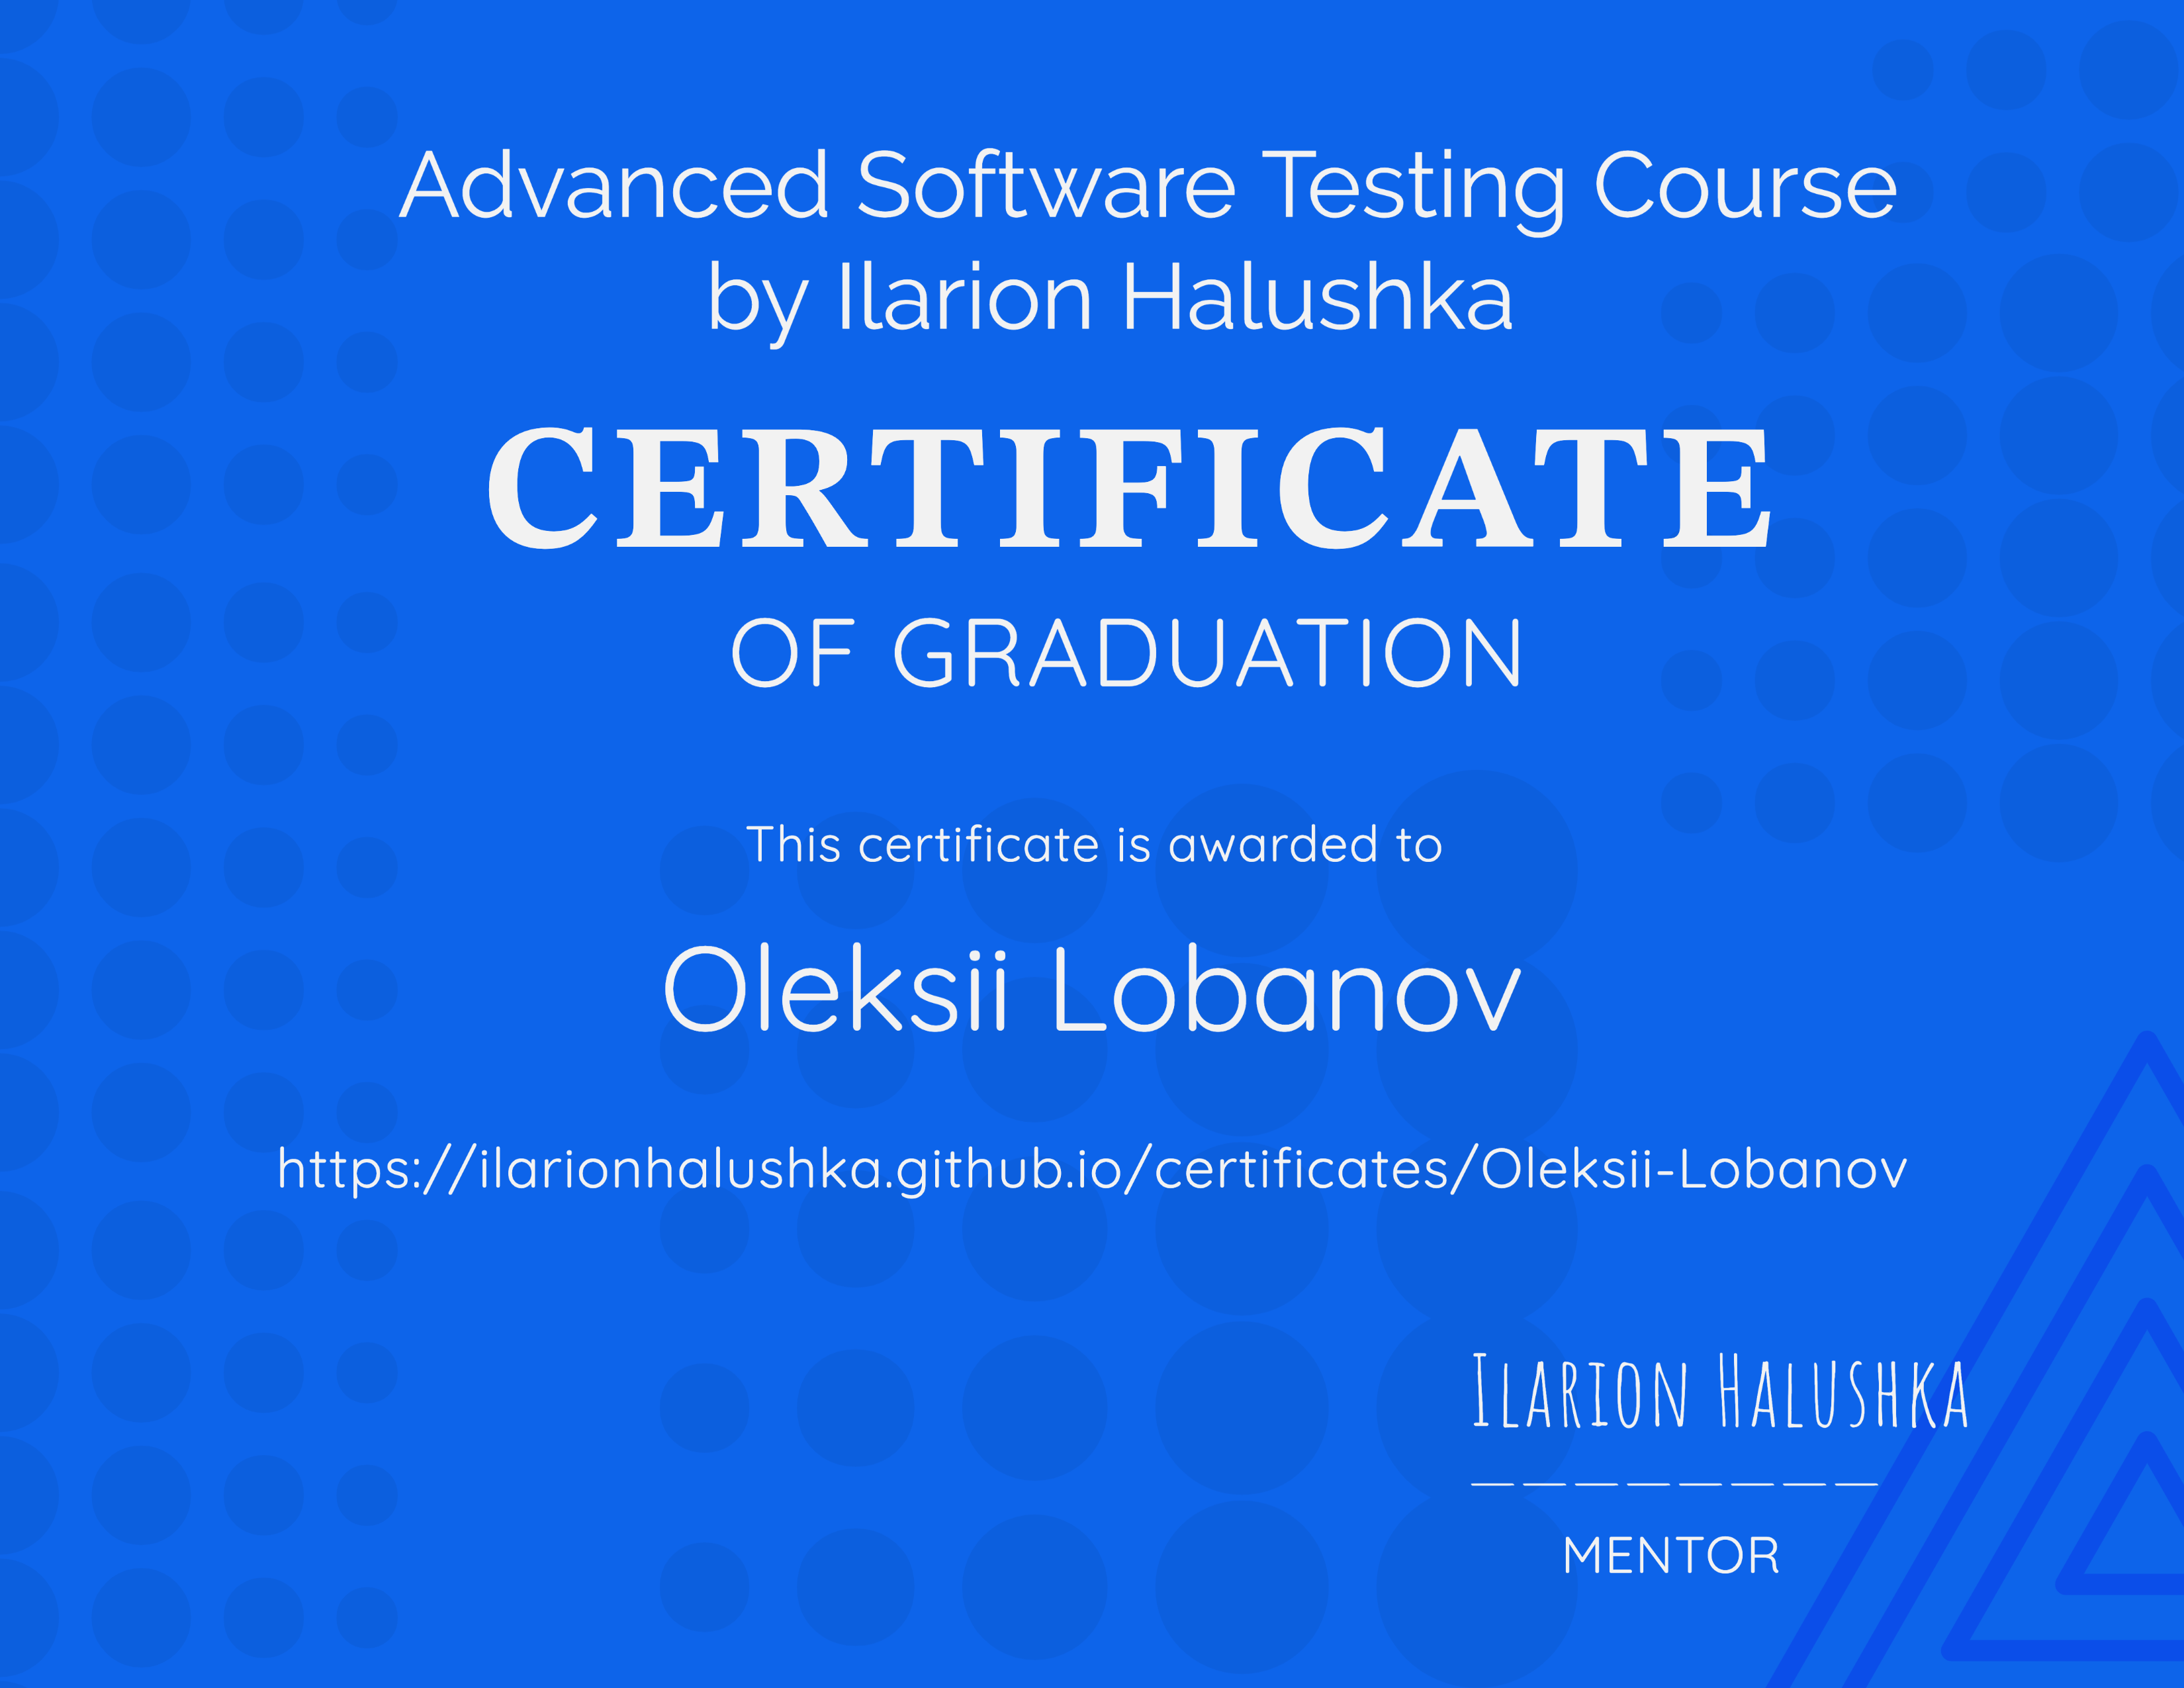 Advanced Software Testing Course
by Ilarion Halushka
CERTIFICATE
OF GRADUATION
This certificate is awarded to
Oleksii Lobanov
https://ilarionhalushka.github.io/certificates/Oleksii-Lobanov
Ilarion Halushka
________
MENTOR